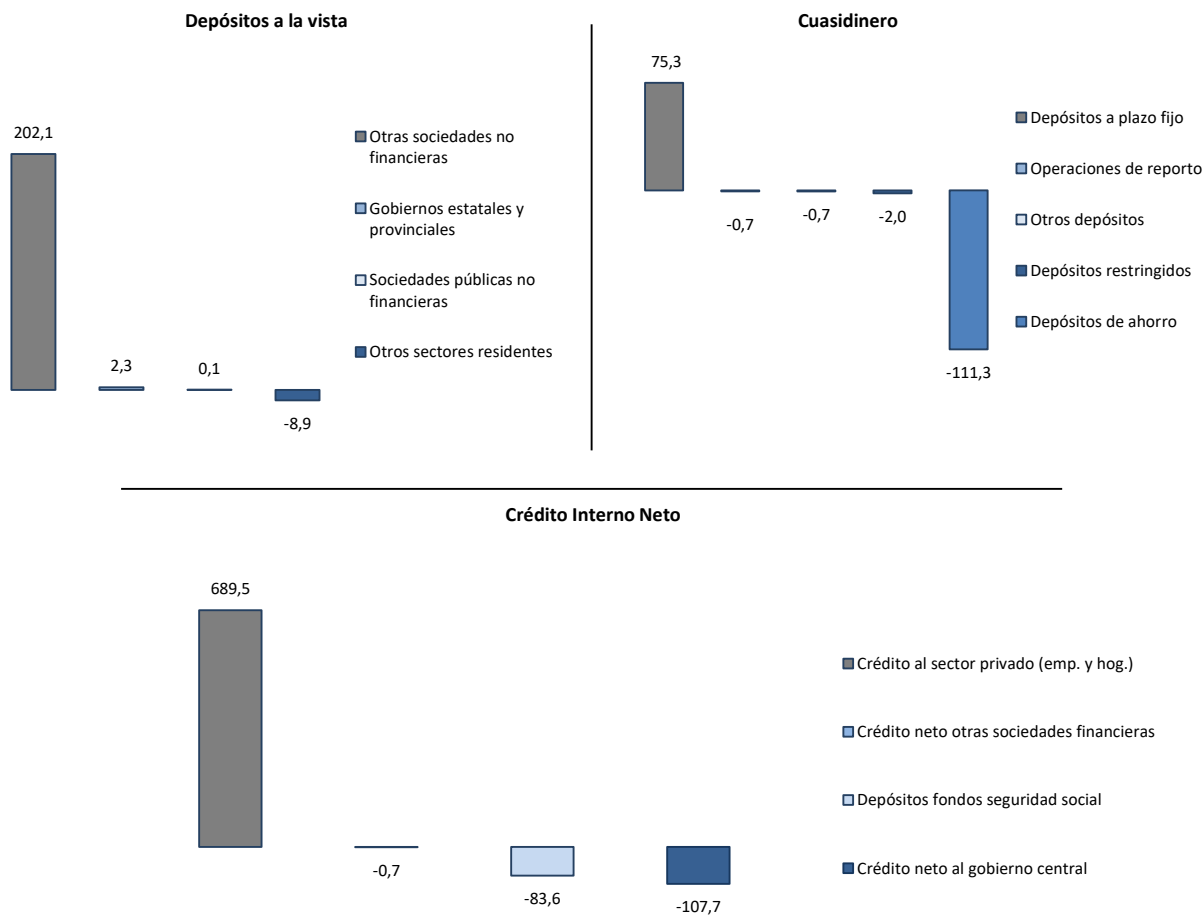 Depósitos a la vista
202,1
2,3
0,1
-8,9
Otras sociedades no
financieras
Gobiernos estatales y
provinciales
Sociedades públicas no
financieras
Otros sectores residentes
Cuasidinero
75,3
-0,7
-0,7
-2,0
-111,3
Depósitos a plazo fijo
Operaciones de reporto
Otros depósitos
Depósitos restringidos
Depósitos de ahorro
Crédito Interno Neto
689,5
-0,7
-83,6
-107,7
Crédito al sector privado (emp. y hog.)
Crédito neto otras sociedades financieras
Depósitos fondos seguridad social
Crédito neto al gobierno central